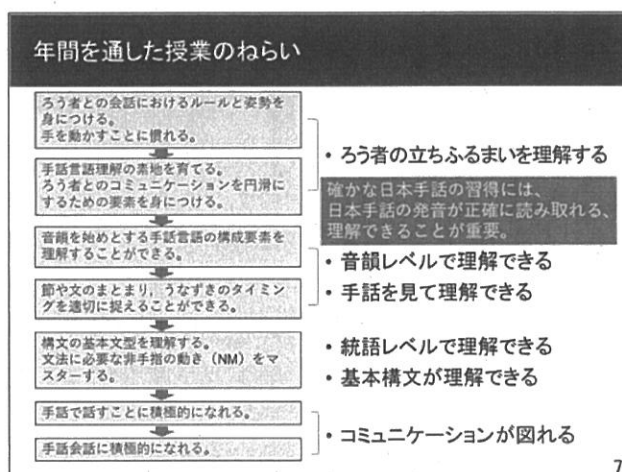 年間を通した授業のねらい
ろう者との会話におけるルールと姿勢を
身につける。
手を動かすことに慣れる。
手話言語理解の素地を育てる。
ろう者とのコミュニケーションを円滑に
するための要素を身につける。
音韻を始めとする手話言語の構成要素を
理解することができる。
節や文のまとまり，うなずきのタイミン
グを適切に捉えることができる。
構文の基本文型を理解する。
文法に必要な非手指の動き（NM）をマ
スターする。
手話で話すことに積極的になれる。
手話会話に積極的になれる。
・ろう者の立ちふるまいを理解する
確かな日本手話の習得には、
日本手話の発音が正確に読み取れる、
理解できることが重要。
・音韻レベルで理解できる
・手話を見て理解できる
・統語レベルで理解できる
・基本構文が理解できる
・コミュニケーションが図れる
7